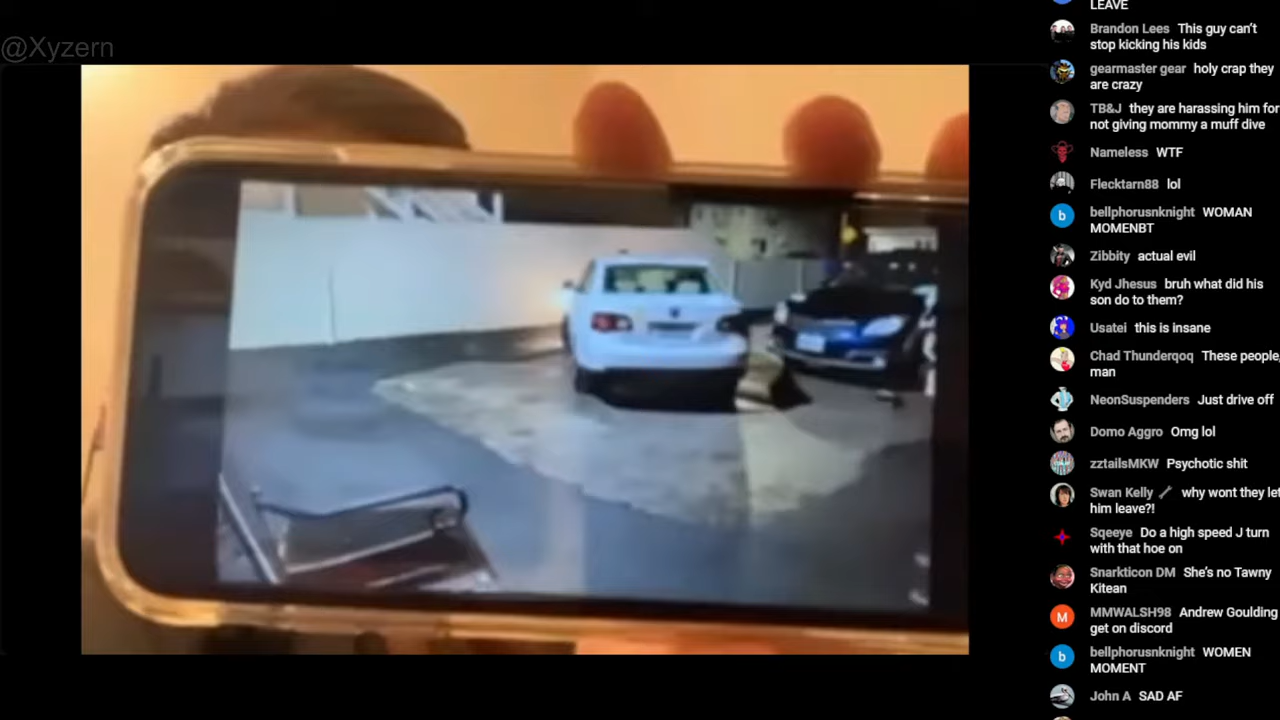 LEAVE
@Xyzern
Brandon Lees This guy can't
stop kicking his kids
gearmaster gear holy crap they
are crazy
TB&J they are harassing him for
not giving mommy a muff dive
Nameless WTF
Flecktarn88 lol
b bellphorusnknight WOMAN
MOMENBT
Zibbity actual evil
Kyd Jhesus bruh what did his
son do to them?
Usatei this is insane
Chad Thunderqoq These people
man
NeonSuspenders Just drive off
Domo Aggro Omg lol
zztailsMKW Psychotic shit
Swan Kelly why wont they let
him leave?!
Sqeeye Do a high speed J turn
with that hoe on
Snarkticon DM She's no Tawny
Kitean
M MMWALSH98 Andrew Goulding
get on discord
b bellphorusnknight WOMEN
MOMENT
John A SAD AF